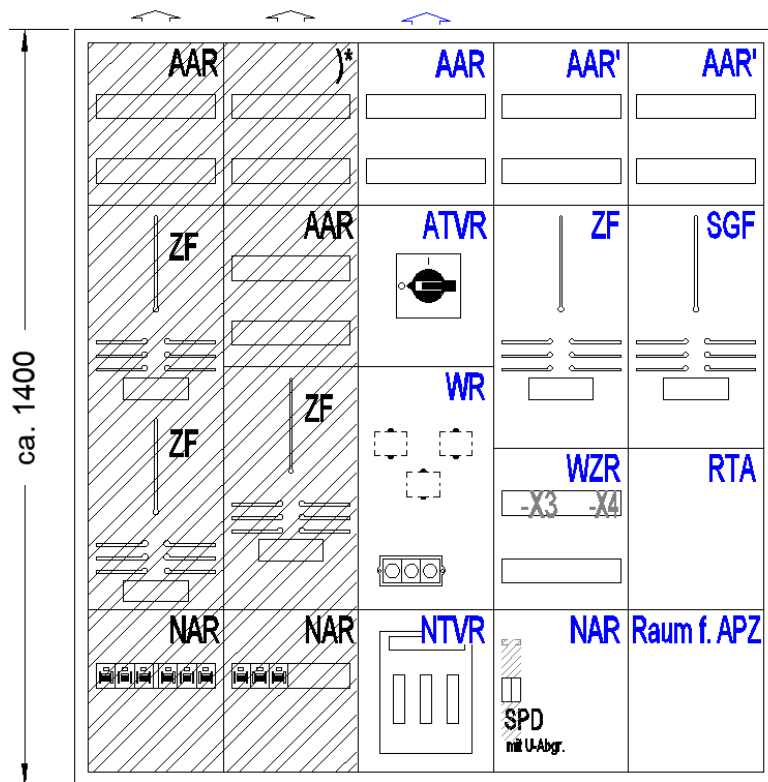 AAR )* AAR AAR' AAR'
ZF AAR ATVR ZF SGF
ca. 1400
ZF ZF WR WZR RTA
-X3 -X4
NAR NAR NTVR NAR Raum f. APZ
SPD
mit U-Abgr.